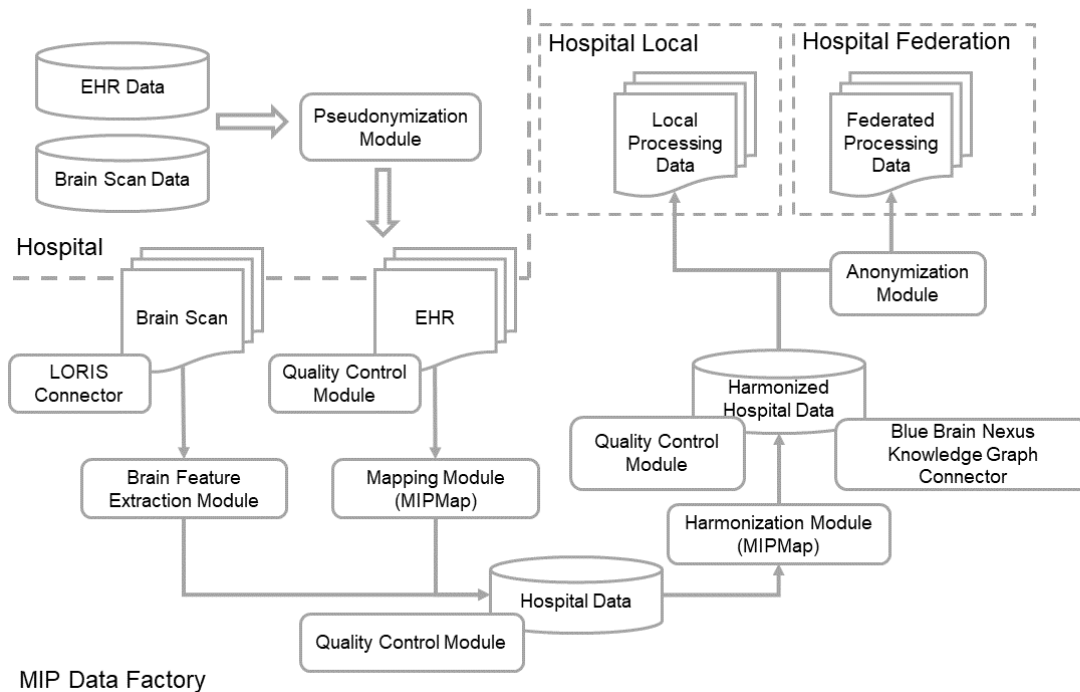 EHR Data
Brain Scan Data
Pseudonymization
Module
Hospital
Hospital Local
Local
Processing
Data
Hospital Federation
Federated
Processing
Data
Anonymization
Module
Brain Scan
LORIS
Connector
EHR
Quality Control
Module
Brain Feature
Extraction Module
Mapping Module
(MIPMap)
Harmonized
Hospital Data
Quality Control
Module
Blue Brain Nexus
Knowledge Graph
Connector
Harmonization Module
(MIPMap)
Hospital Data
Quality Control Module
MIP Data Factory